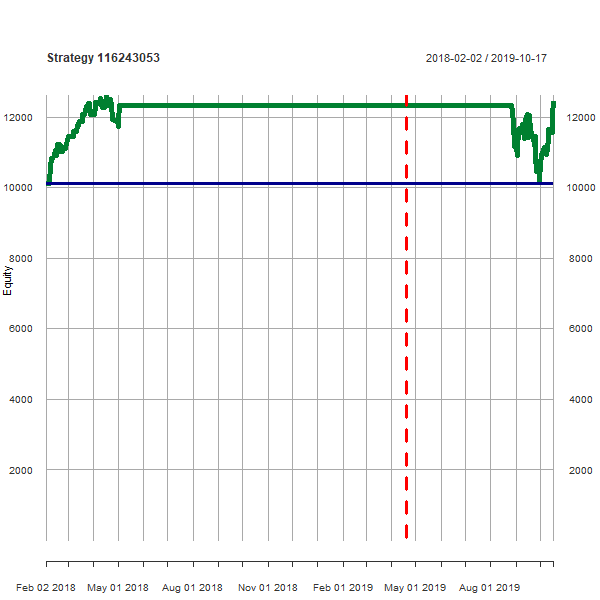 Strategy 116243053
2018-02-02 / 2019-10-17
12000
12000
10000
10000
8000
8000
Equity
6000
6000
4000
4000
2000
2000
Feb 02 2018
May 01 2018
Aug 01 2018
Nov 01 2018
Feb 01 2019
May 01 2019
Aug 01 2019